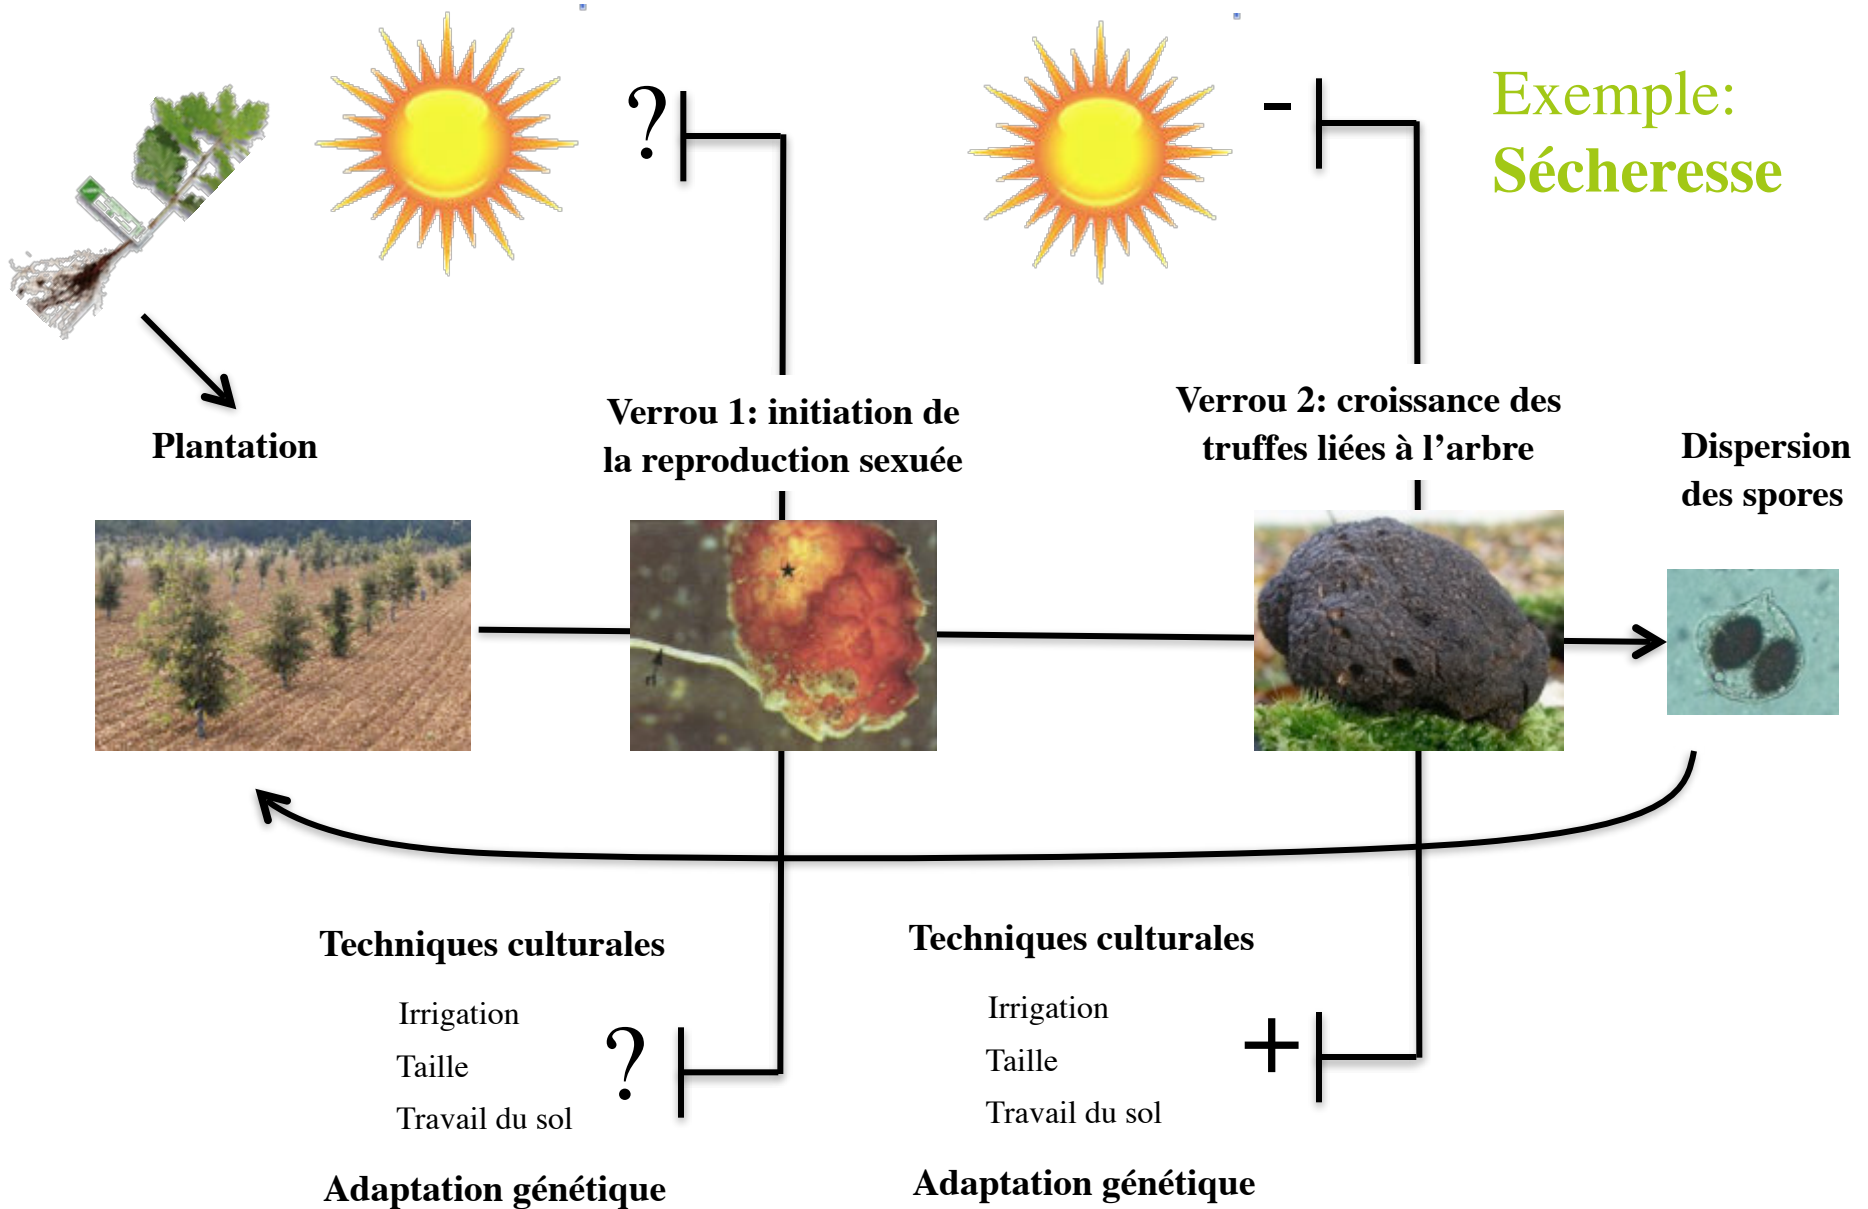 Exemple:
Sécheresse
?
-
Plantation
Verrou 1: initiation de
la reproduction sexuée
Verrou 2: croissance des
truffes liées à l’arbre
Dispersion
des spores
Techniques culturales
Irrigation
Taille
Travail du sol
?
Adaptation génétique
Techniques culturales
Irrigation
Taille
Travail du sol
+
Adaptation génétique